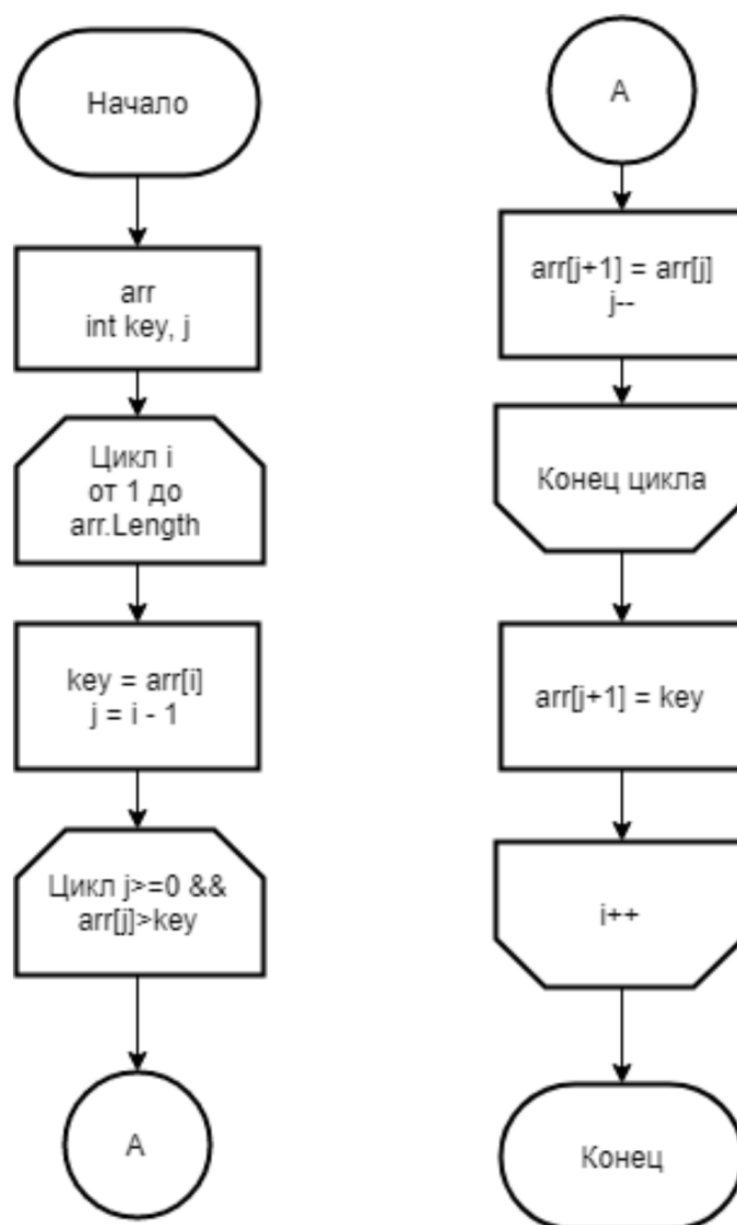 Начало
arr
int key, j
Цикл i
от 1 до
arr.Length
key = arr[i]
j = i - 1
Цикл j>=0 &&
arr[j]>key
A
A
arr[j+1] = arr[j]
j--
Конец цикла
arr[j+1] = key
i++
Конец